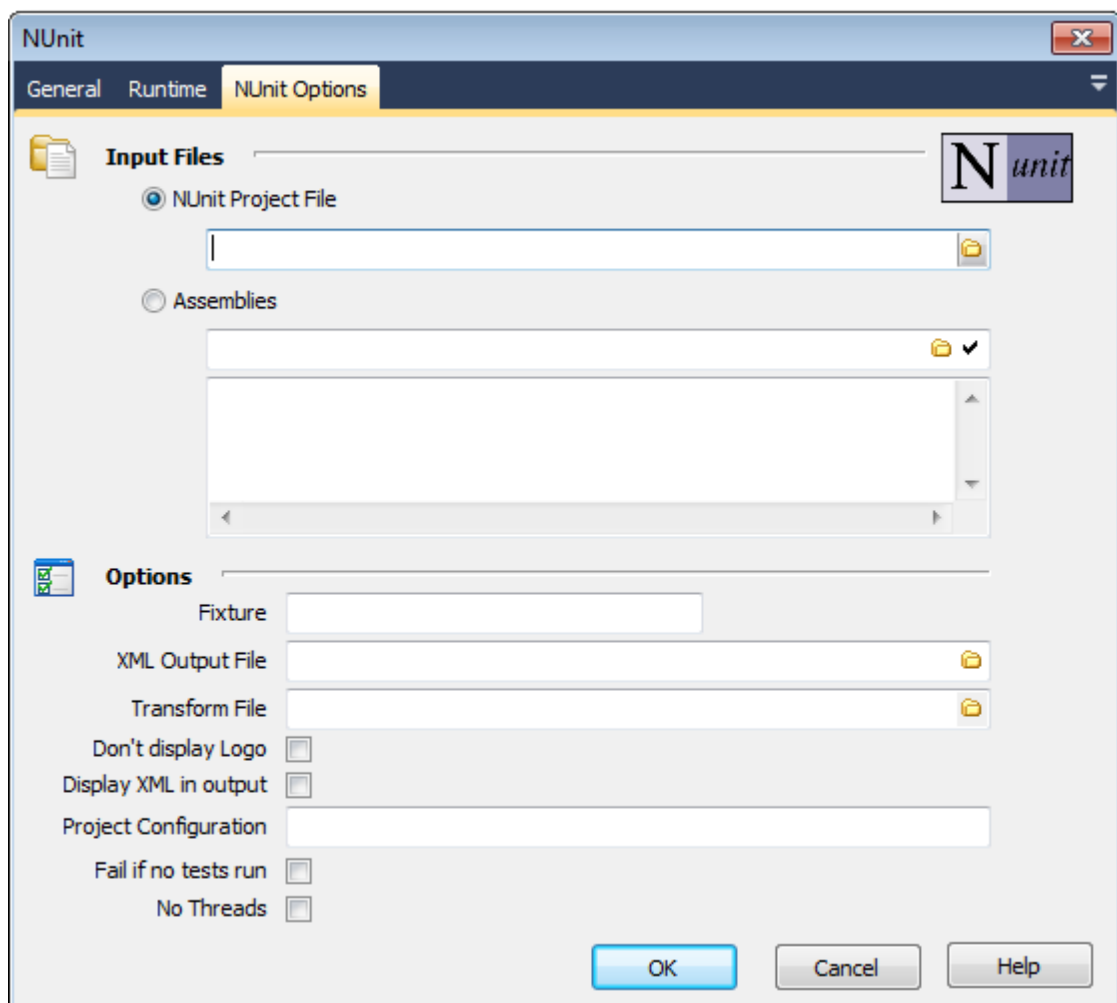 NUnit
General Runtime NUnit Options
Input Files
N unit
NUnit Project File
Assemblies
Options
Fixture
XML Output File
Transform File
Don't display Logo
Display XML in output
Project Configuration
Fail if no tests run
No Threads
OK Cancel Help